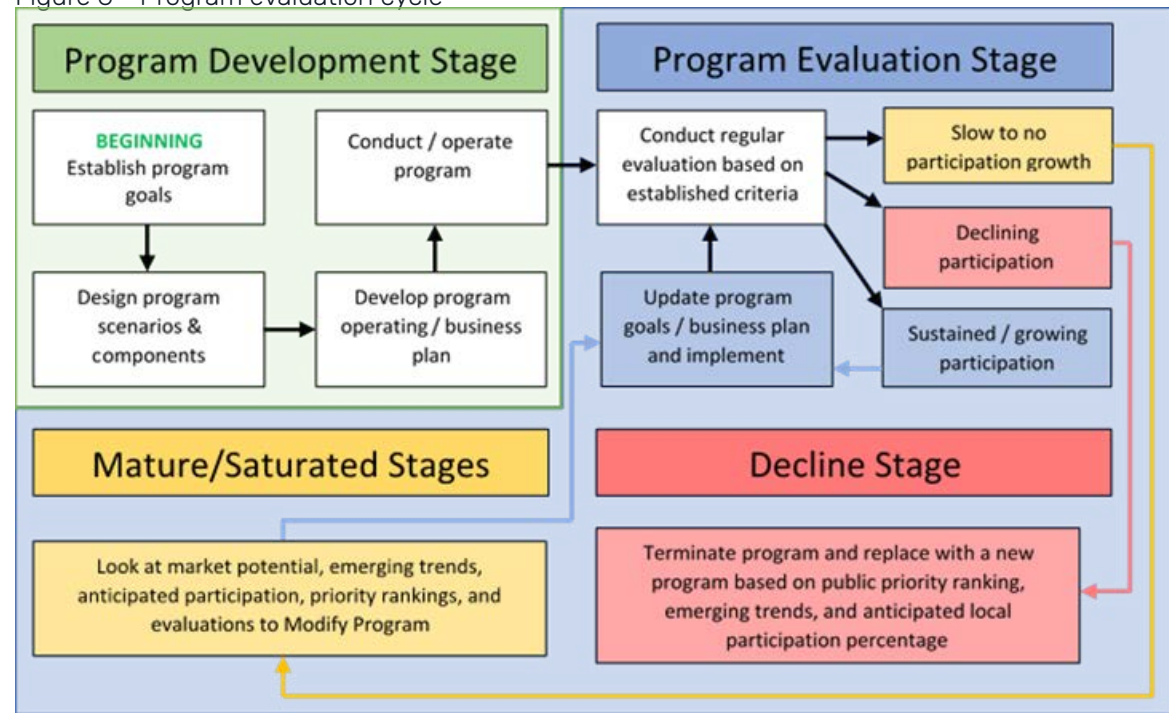 Program evaluation cycle
Program Development Stage
BEGINNING
Establish program
goals
Conduct / operate
program
Design program
scenarios &
components
Develop program
operating / business
plan
Program Evaluation Stage
Conduct regular
evaluation based on
established criteria
Slow to no
participation growth
Declining
participation
Update program
goals / business plan
and implement
Sustained / growing
participation
Mature/Saturated Stages
Look at market potential, emerging trends,
anticipated participation, priority rankings, and
evaluations to Modify Program
Decline Stage
Terminate program and replace with a new
program based on public priority ranking,
emerging trends, and anticipated local
participation percentage